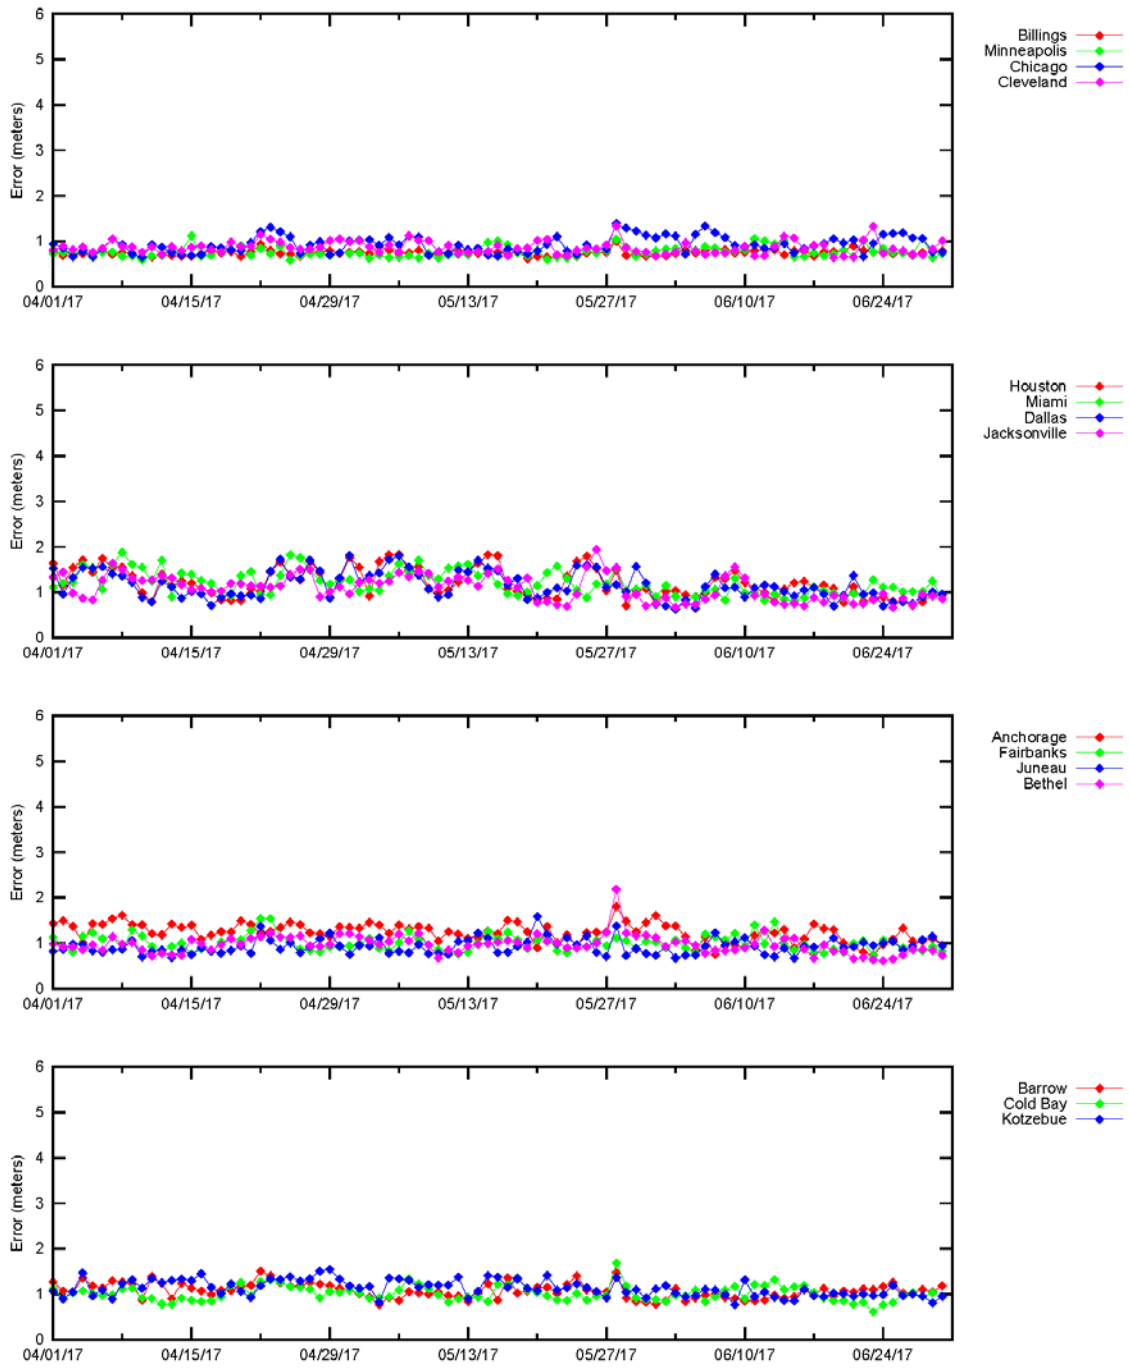 6
5
4
3
2
1
0
Error (meters)
04/01/17 04/15/17 04/29/17 05/13/17 05/27/17 06/10/17 06/24/17
Billings
Minneapolis
Chicago
Cleveland
6
5
4
3
2
1
0
Error (meters)
04/01/17 04/15/17 04/29/17 05/13/17 05/27/17 06/10/17 06/24/17
Houston
Miami
Dallas
Jacksonville
6
5
4
3
2
1
0
Error (meters)
04/01/17 04/15/17 04/29/17 05/13/17 05/27/17 06/10/17 06/24/17
Anchorage
Fairbanks
Juneau
Bethel
6
5
4
3
2
1
0
Error (meters)
04/01/17 04/15/17 04/29/17 05/13/17 05/27/17 06/10/17 06/24/17
Barrow
Cold Bay
Kotzebue